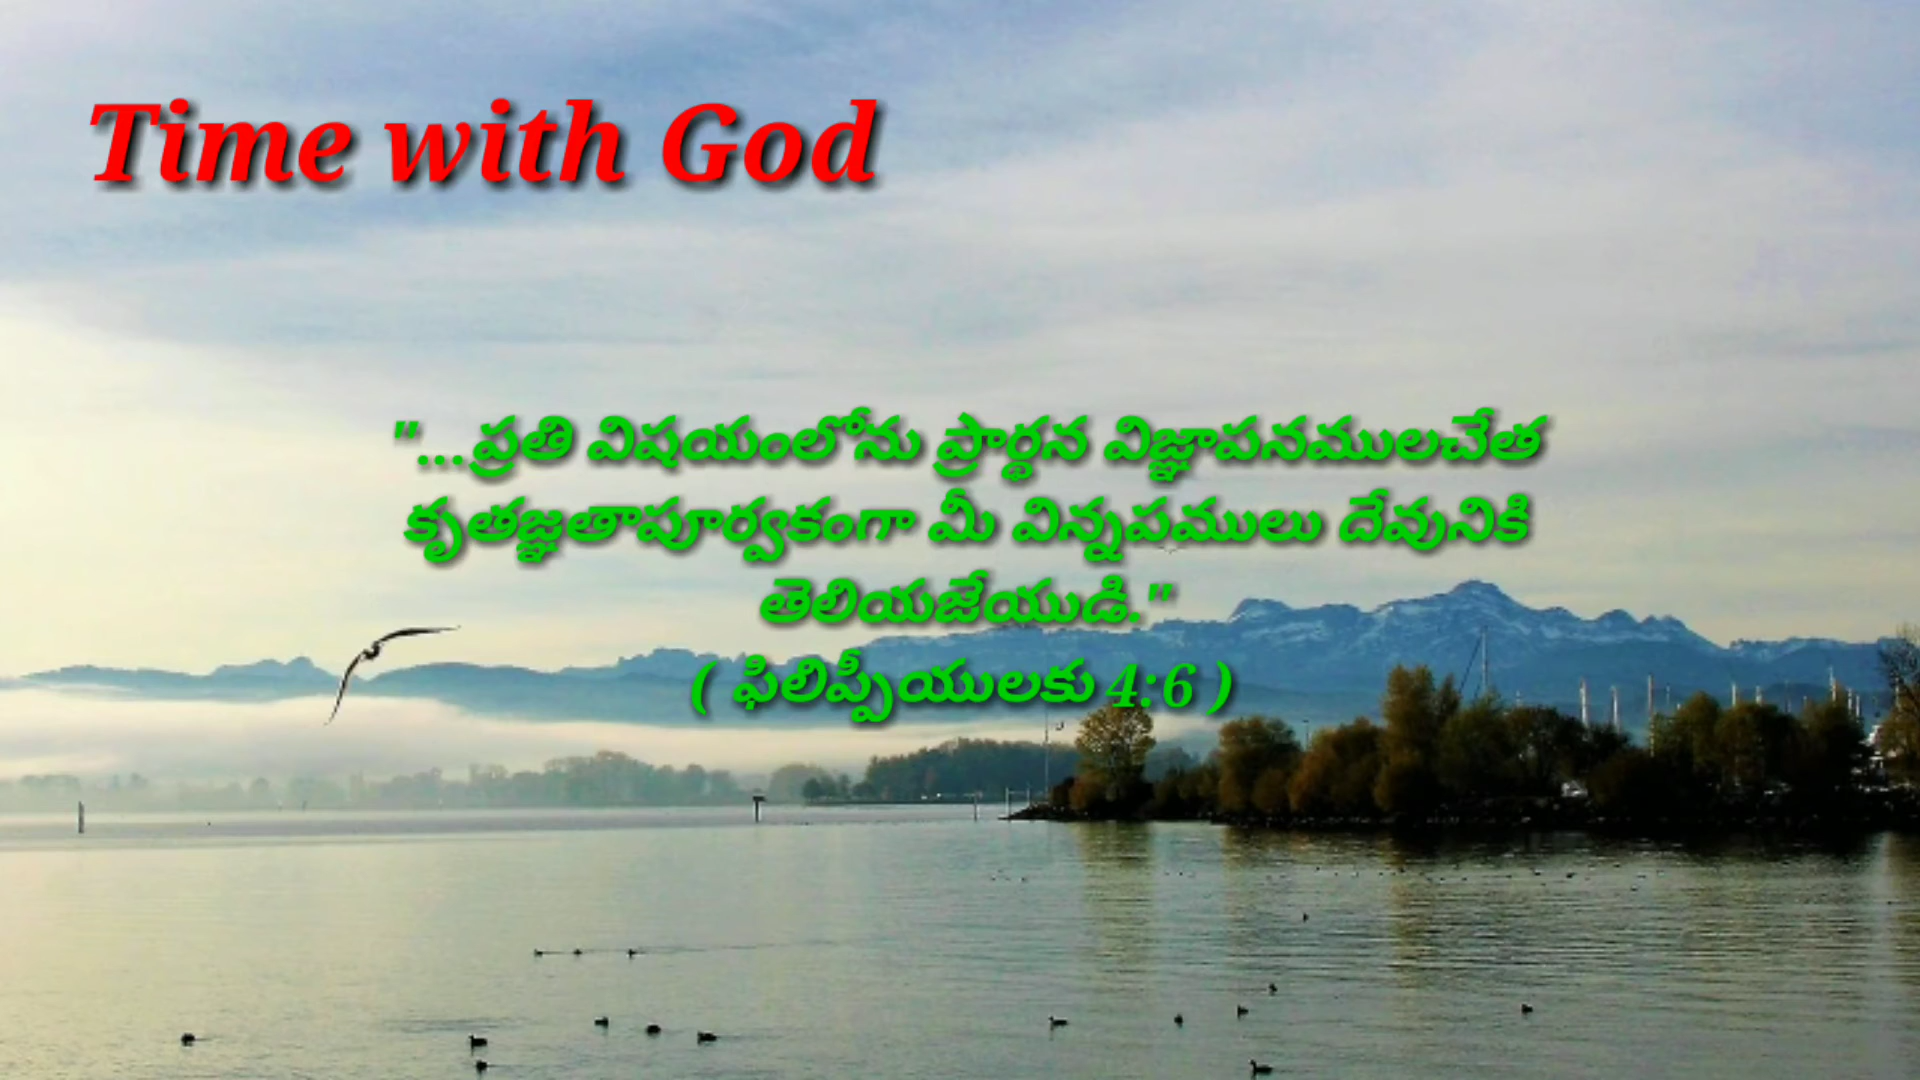 Time with God
"...ప్రతి విషయంలోను ప్రార్థన విజ్ఞాపనములచేత
కృతజ్ఞతాపూర్వకంగా మీ విన్నపములు దేవునికి
తెలియజేయుడి."
( ఫిలిప్పీయులకు 4:6 )